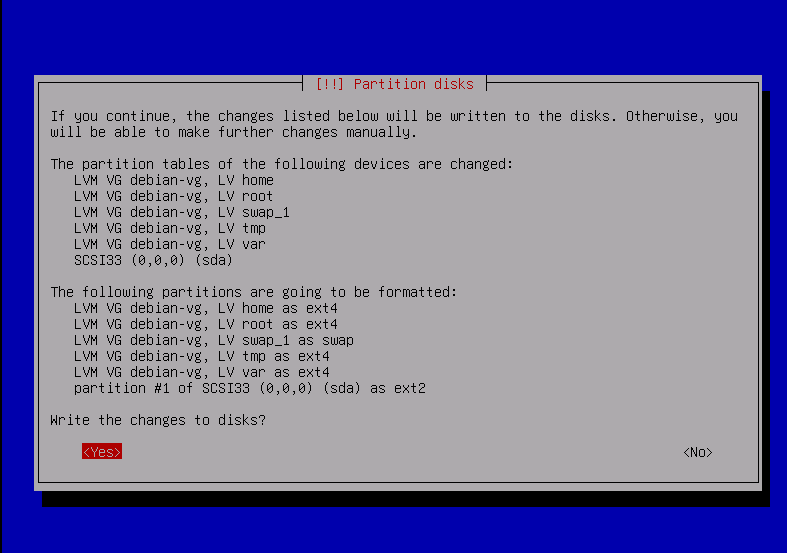 [!!] Partition disks
If you continue, the changes listed below will be written to the disks. Otherwise, you
will be able to make further changes manually.
The partition tables of the following devices are changed:
LVM VG debian-vg, LV home
LVM VG debian-vg, LV root
LVM VG debian-vg, LV swap_1
LVM VG debian-vg, LV tmp
LVM VG debian-vg, LV var
SCSI33 (0,0,0) (sda)
The following partitions are going to be formatted:
LVM VG debian-vg, LV home as ext4
LVM VG debian-vg, LV root as ext4
LVM VG debian-vg, LV swap_1 as swap
LVM VG debian-vg, LV tmp as ext4
LVM VG debian-vg, LV var as ext4
partition #1 of SCSI33 (0,0,0) (sda) as ext2
Write the changes to disks?
<Yes> <No>